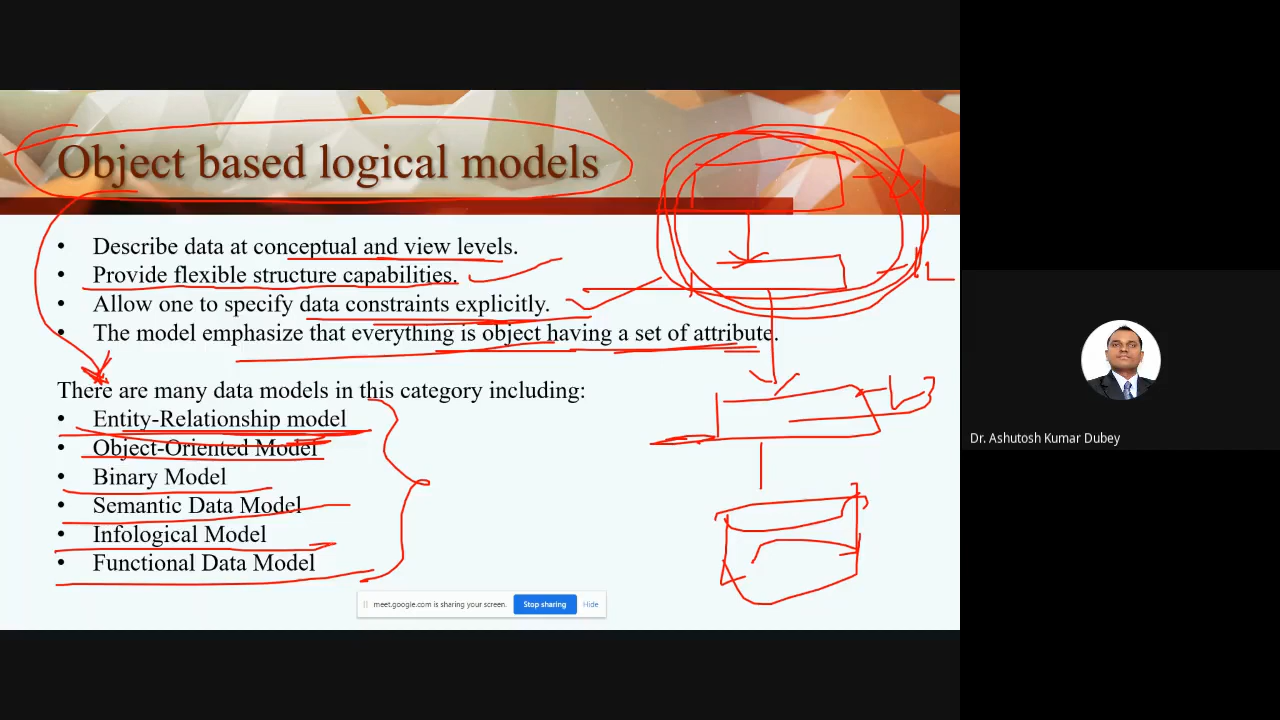 Object based logical models
• Describe data at conceptual and view levels.
• Provide flexible structure capabilities.
• Allow one to specify data constraints explicitly.
• The model emphasize that everything is object having a set of attribute.
There are many data models in this category including:
• Entity-Relationship model
• Object-Oriented Model
• Binary Model
• Semantic Data Model
• Infological Model
• Functional Data Model
meet.google.com is sharing your screen. Stop sharing Hide
Dr. Ashutosh Kumar Dubey